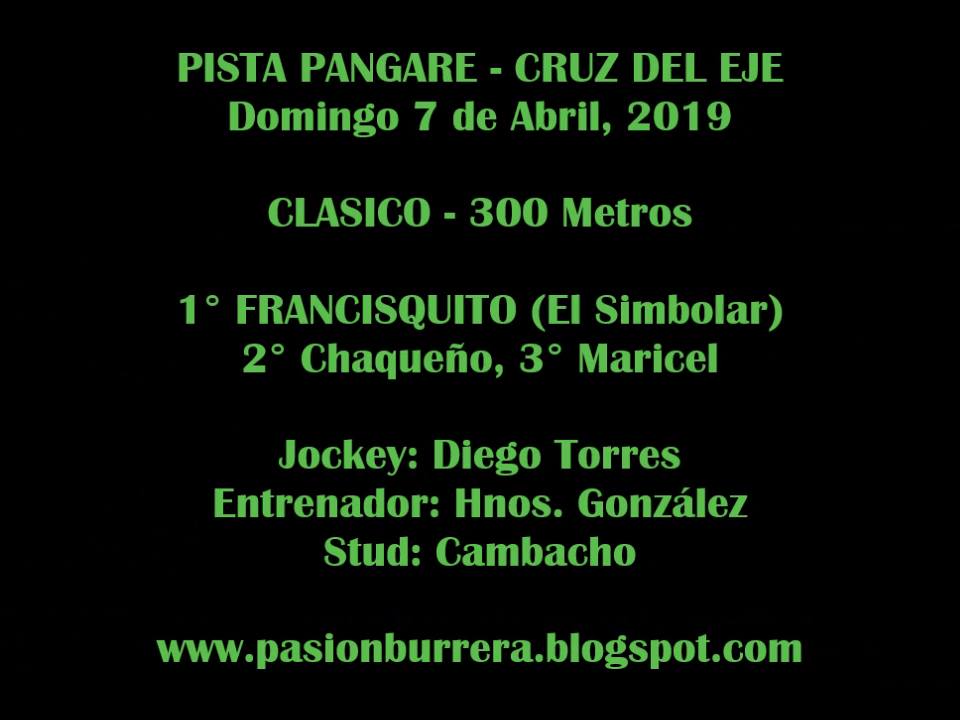 PISTA PANGARE - CRUZ DEL EJE
Domingo 7 de Abril, 2019
CLASICO - 300 Metros
1° FRANCISQUITO (El Simbolar)
2° Chaqueño, 3° Maricel
Jockey: Diego Torres
Entrenador: Hnos. González
Stud: Cambacho
www.pasionburrera.blogspot.com